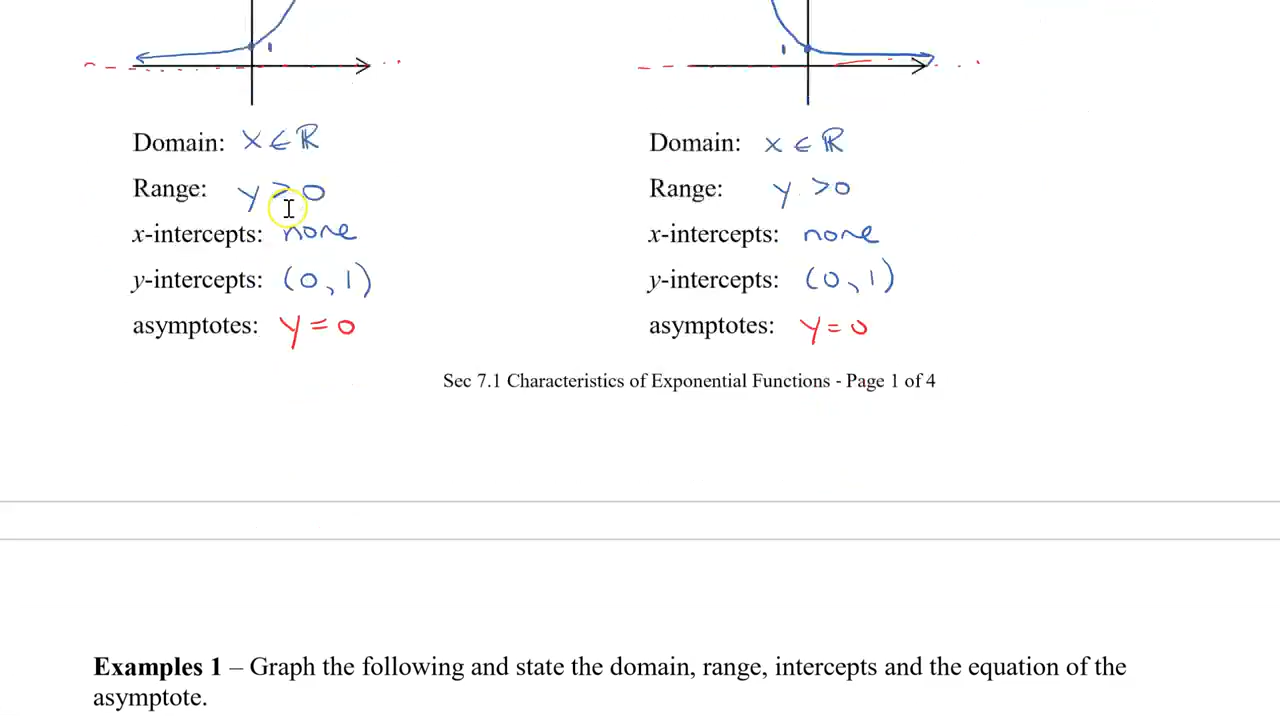 1 1
Domain: x ∈ ℝ Domain: x ∈ ℝ
Range: y > 0 Range: y > 0
x-intercepts: none x-intercepts: none
y-intercepts: (0, 1) y-intercepts: (0, 1)
asymptotes: y = 0 asymptotes: y = 0
Sec 7.1 Characteristics of Exponential Functions - Page 1 of 4
Examples 1 – Graph the following and state the domain, range, intercepts and the equation of the
asymptote.